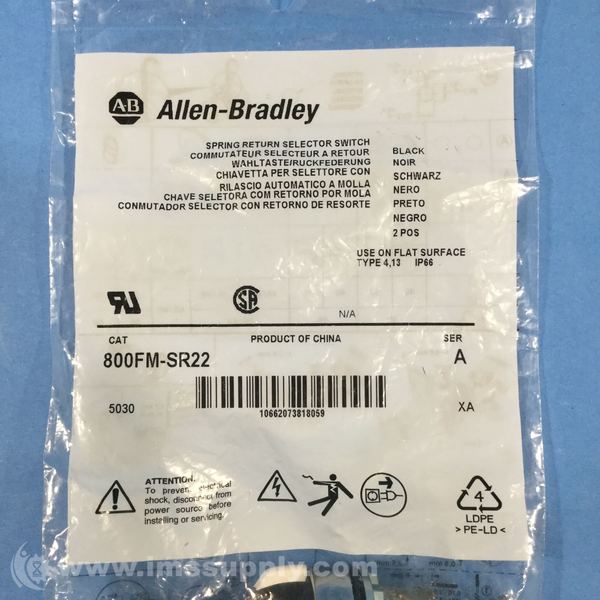 AB Allen-Bradley
SPRING RETURN SELECTOR SWITCH
COMMUTATEUR SELECTEUR A RETOUR
WAHLTASTE/RUCKFEDERUNG
CHIAVETTA PER SELETTORE CON
RILASCIO AUTOMATICO A MOLLA
CHAVE SELETORA COM RETORNO POR MOLA
CONMUTADOR SELECTOR CON RETORNO DE RESORTE
BLACK
NOIR
SCHWARZ
NERO
PRETO
NEGRO
2 POS
USE ON FLAT SURFACE
TYPE 4,13 IP66
N/A
CAT PRODUCT OF CHINA SER
800FM-SR22 A
10662073818059
5030 XA
ATTENTION:
To prevent electrical
shock, disconnect from
power source before
installing or servicing.
4
LDPE
> PE-LD <
www.imssupply.com